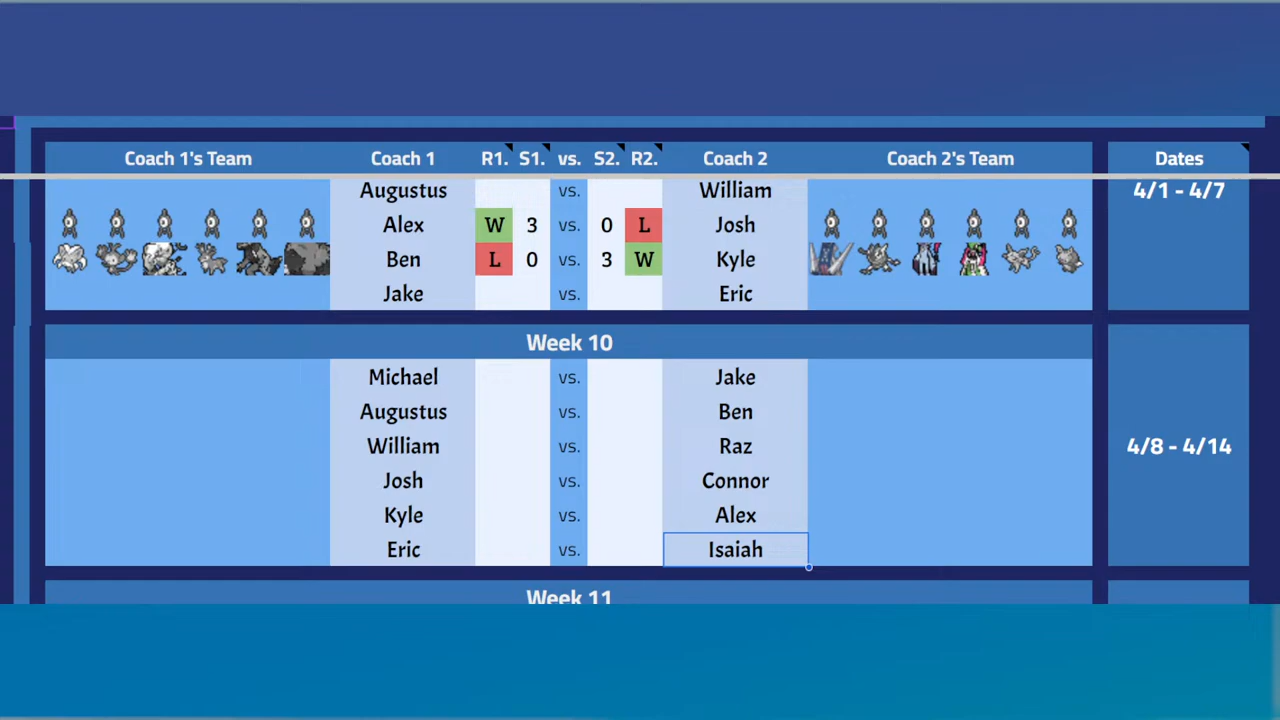 Coach 1's Team Coach 1 R1. S1. vs. S2. R2. Coach 2 Coach 2's Team Dates
Augustus vs. William 4/1 - 4/7
Alex W 3 vs. 0 L Josh
Ben L 0 vs. 3 W Kyle
Jake vs. Eric
Week 10
Michael vs. Jake
Augustus vs. Ben
William vs. Raz 4/8 - 4/14
Josh vs. Connor
Kyle vs. Alex
Eric vs. Isaiah
Week 11